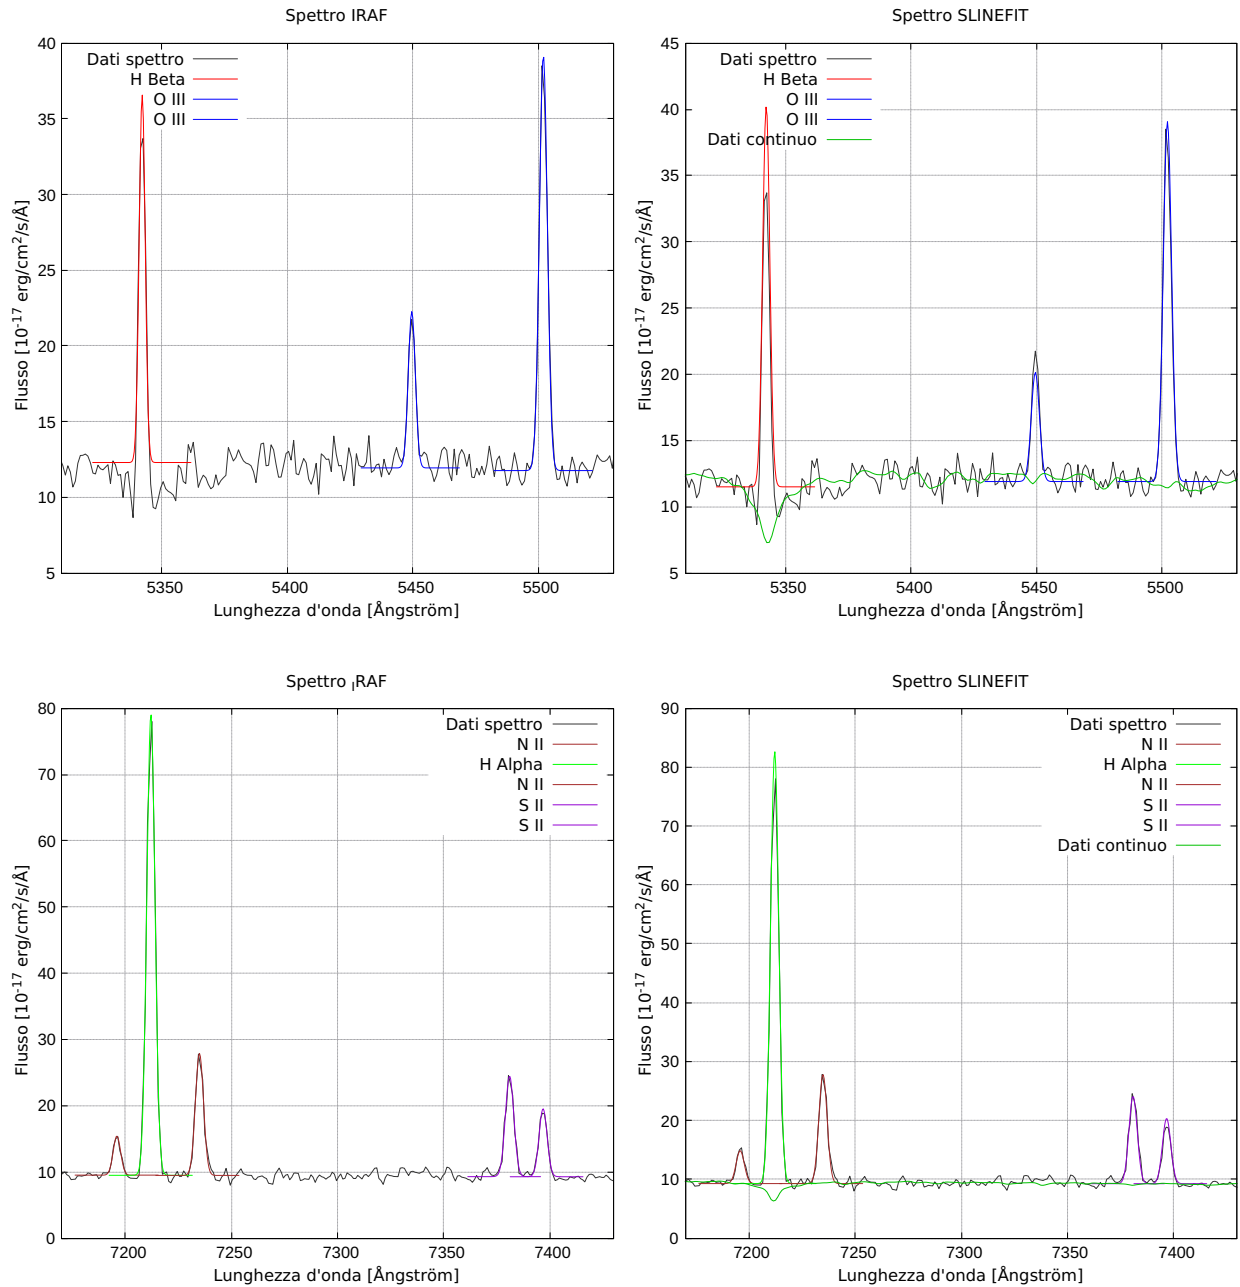 Spettro IRAF
40
35
30
25
20
15
10
5
5350
5400
5450
5500
Flusso [10-17 erg/cm2/s/Å]
Lunghezza d'onda [Ångström]
Dati spettro
H Beta
O III
O III
Spettro SLINEFIT
45
40
35
30
25
20
15
10
5
5350
5400
5450
5500
Flusso [10-17 erg/cm2/s/Å]
Lunghezza d'onda [Ångström]
Dati spettro
H Beta
O III
O III
Dati continuo
Spettro IRAF
80
70
60
50
40
30
20
10
0
7200
7250
7300
7350
7400
Flusso [10-17 erg/cm2/s/Å]
Lunghezza d'onda [Ångström]
Dati spettro
N II
H Alpha
N II
S II
S II
Spettro SLINEFIT
90
80
70
60
50
40
30
20
10
0
7200
7250
7300
7350
7400
Flusso [10-17 erg/cm2/s/Å]
Lunghezza d'onda [Ångström]
Dati spettro
N II
H Alpha
N II
S II
S II
Dati continuo